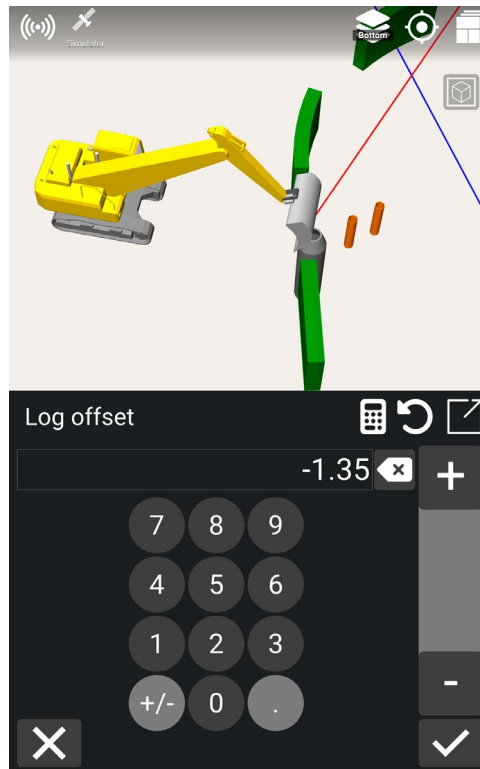 Simulator
Bottom
Log offset
-1.35
7 8 9
4 5 6
1 2 3
+/- 0 .
+
-